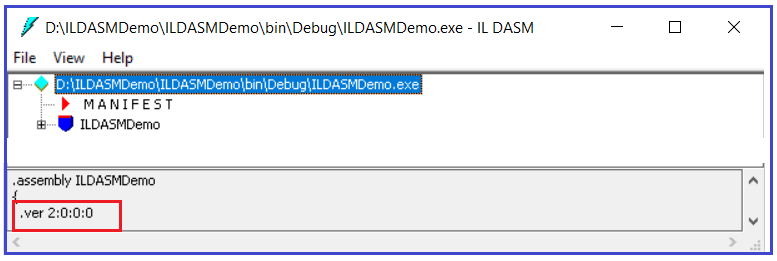 D:\ILDASMDemo\ILDASMDemo\bin\Debug\ILDASMDemo.exe - IL DASM
File View Help
D:\ILDASMDemo\ILDASMDemo\bin\Debug\ILDASMDemo.exe
MANIFEST
ILDASMDemo
.assembly ILDASMDemo
{
.ver 2:0:0:0